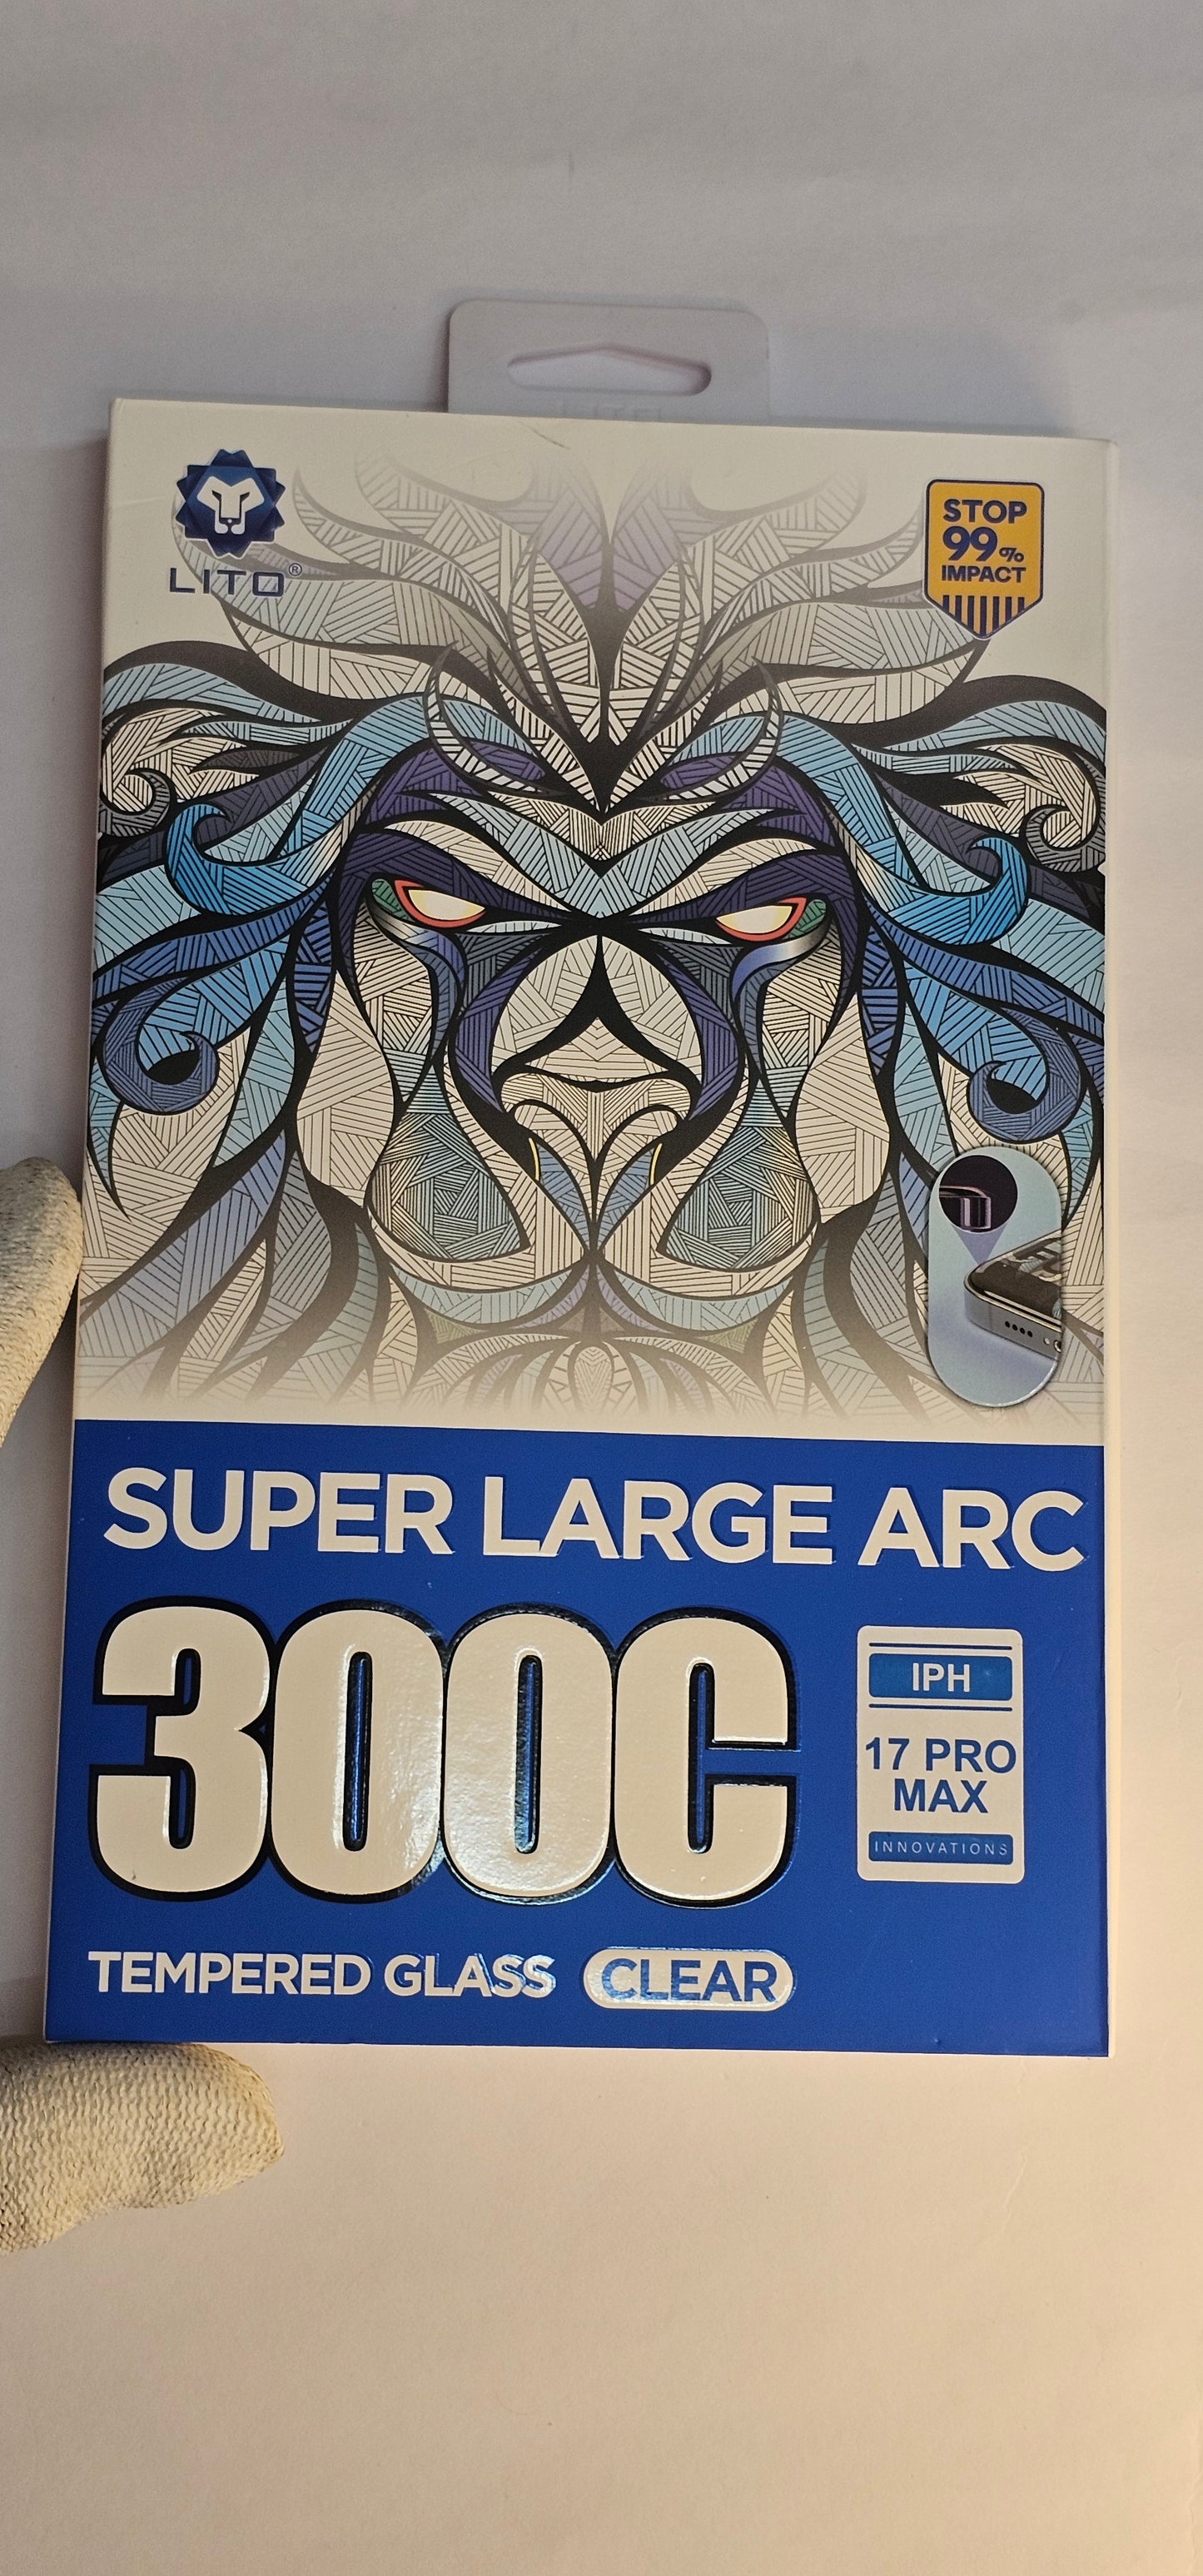 LITO®
STOP
99%
IMPACT
SUPER LARGE ARC
300C
IPH
17 PRO
MAX
INNOVATIONS
TEMPERED GLASS CLEAR